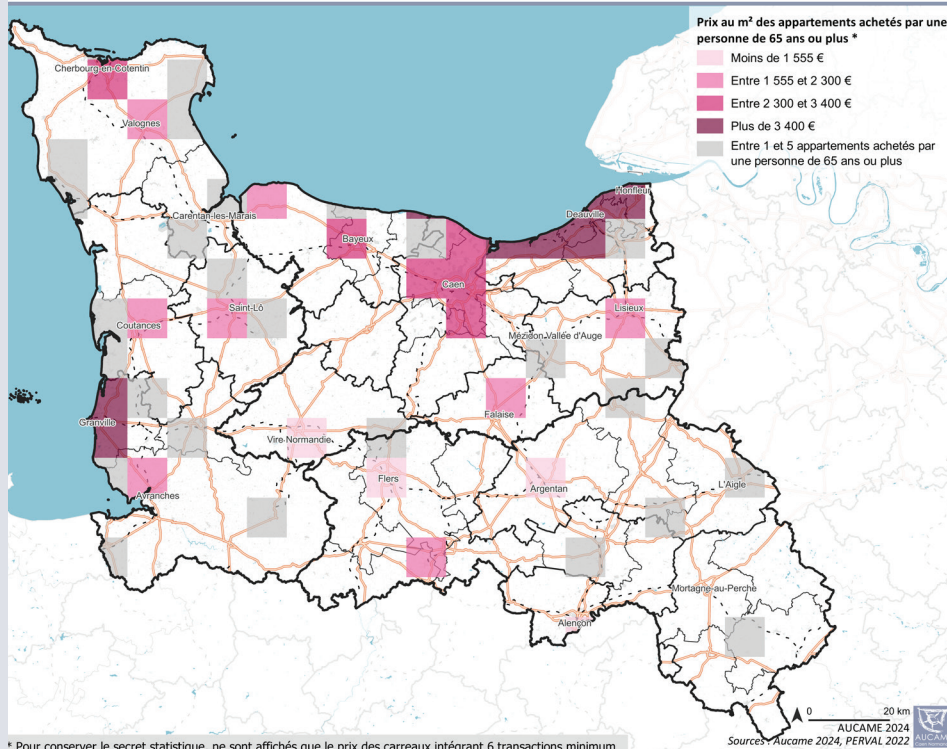 Prix au m² des appartements achetés par une
personne de 65 ans ou plus *
Moins de 1 555 €
Entre 1 555 et 2 300 €
Entre 2 300 et 3 400 €
Plus de 3 400 €
Entre 1 et 5 appartements achetés par
une personne de 65 ans ou plus
Cherbourg-en-Cotentin
Valognes
Honfleur
Deauville
Carentan-les-Marais
Bayeux
Caen
Saint-Lô
Lisieux
Coutances
Mézidon Vallée d'Auge
Falaise
Granville
Vire-Normandie
Flers
Argentan
L'Aigle
Avranches
Mortagne-au-Perche
Alençon
0 20 km
AUCAME 2024
Sources : Aucame 2024, PERVAL 2022
AUCAME
* Pour conserver le secret statistique, ne sont affichés que le prix des carreaux intégrant 6 transactions minimum